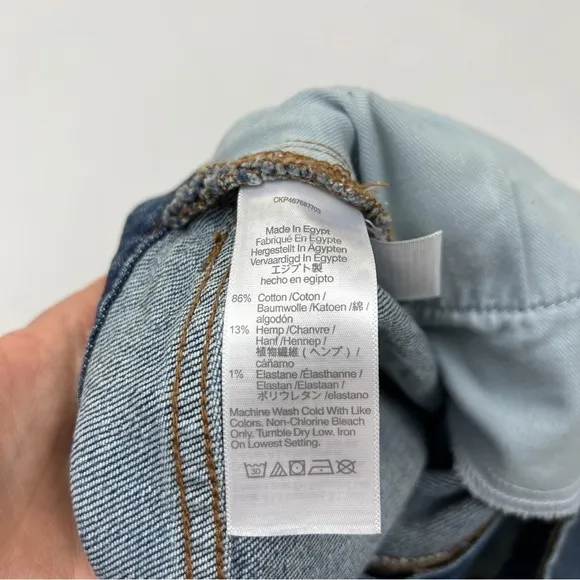 CKP467687703
Made In Egypt
Fabriqué En Egypte
Hergestellt In Ägypten
Vervaardigd In Egypte
エジプト製
hecho en egipto
86% Cotton /Coton /
Baumwolle /Katoen /綿 /
algodón
13% Hemp /Chanvre /
Hanf /Hennep /
植物繊維 (ヘンプ) /
cáñamo
1% Elastane /Élasthanne /
Elastan /Elastaan /
ポリウレタン /elastano
Machine Wash Cold With Like
Colors. Non-Chlorine Bleach
Only. Tumble Dry Low. Iron
On Lowest Setting.
30